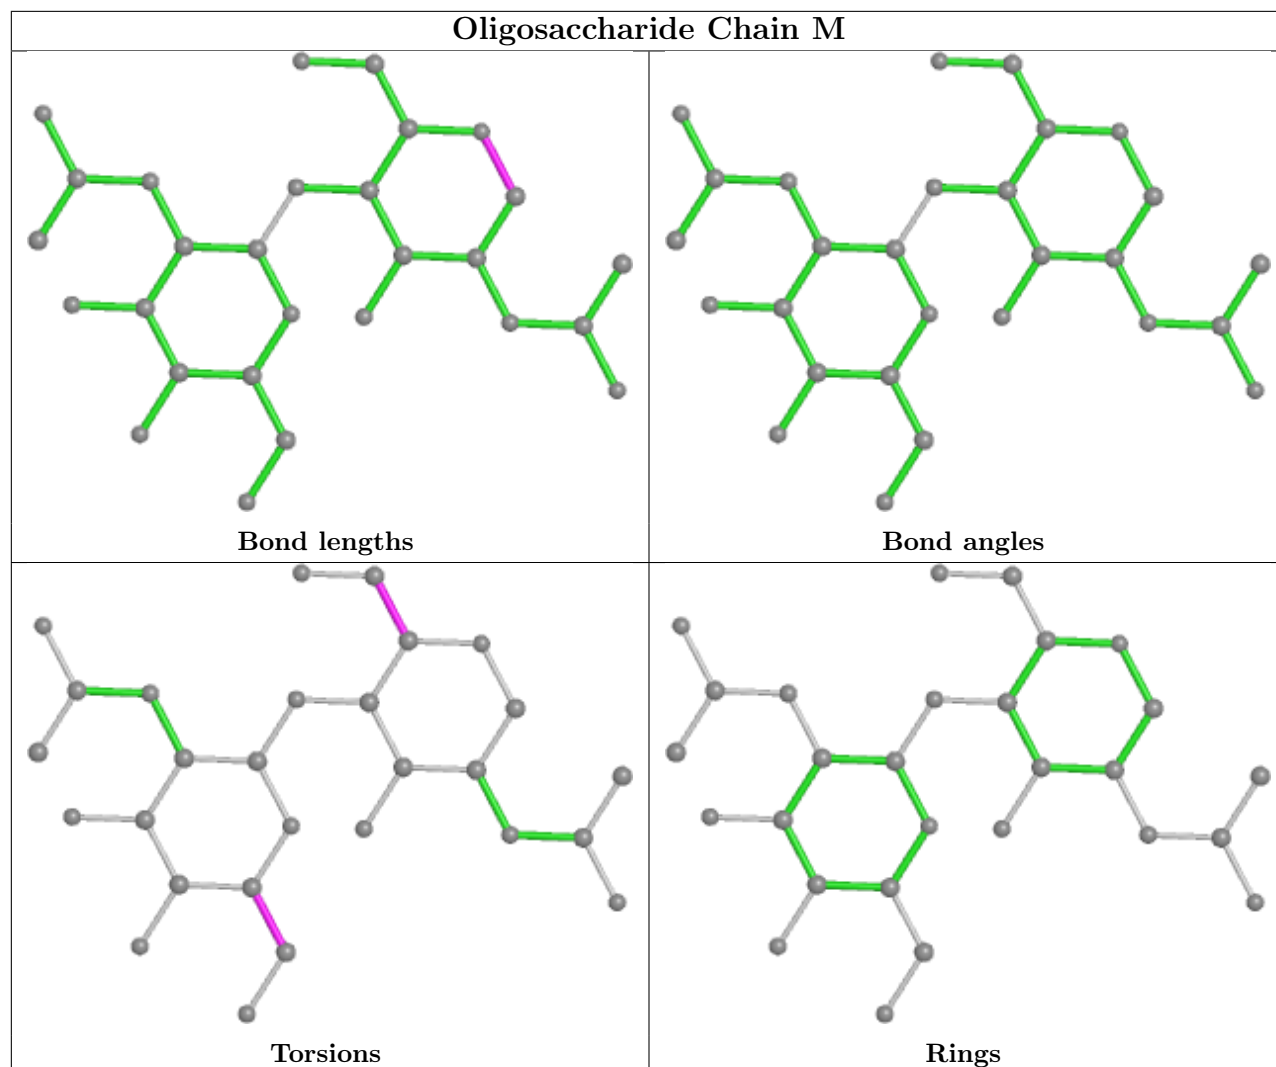 Oligosaccharide Chain M
Bond lengths
Bond angles
Torsions
Rings